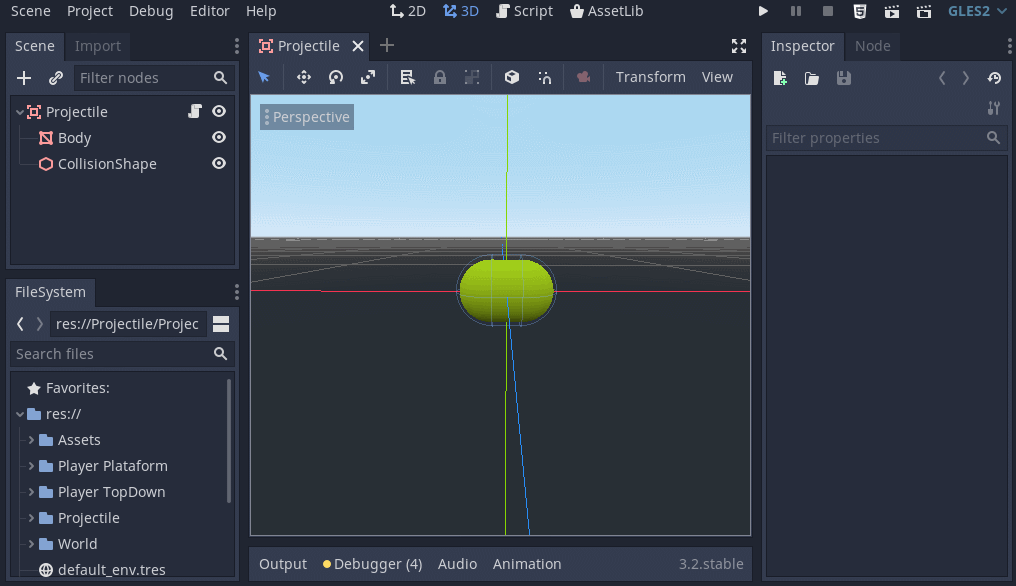 Scene Project Debug Editor Help 2D 3D Script AssetLib GLES2
Scene Import
Filter nodes
Projectile
Body
CollisionShape
FileSystem
res://Projectile/Projec
Search files
Favorites:
res://
Assets
Player Plataform
Player TopDown
Projectile
World
default_env.tres
Projectile
Transform View
Perspective
Output Debugger (4) Audio Animation 3.2.stable
Inspector Node
Filter properties